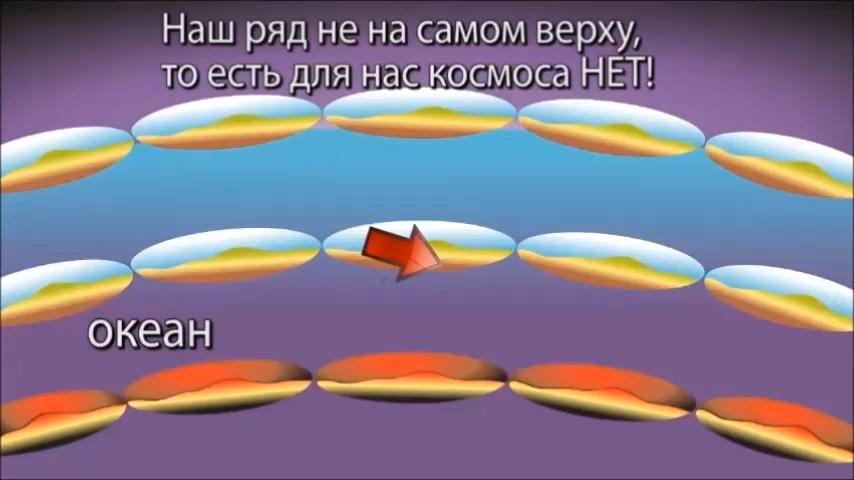 Наш ряд не на самом верху,
то есть для нас космоса НЕТ!
океан